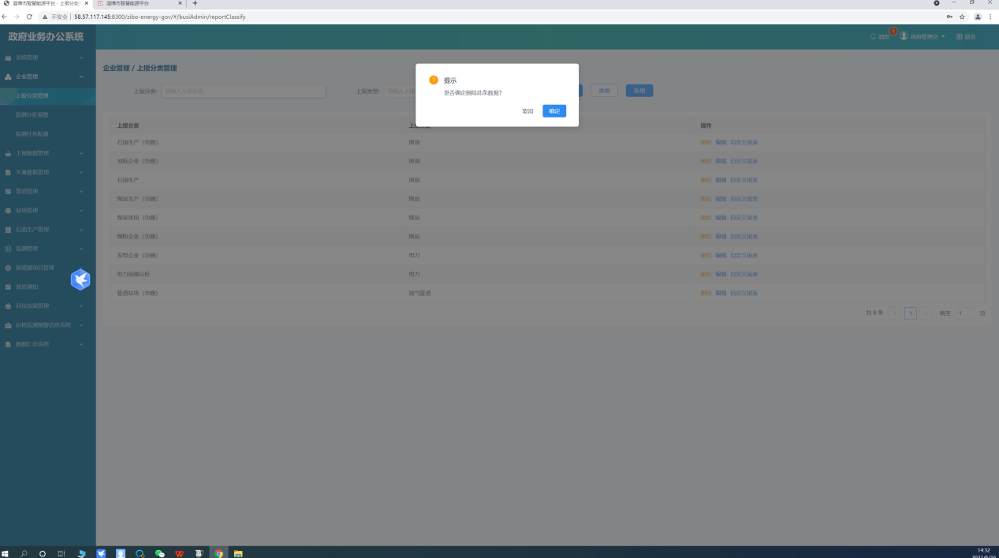 淄博市智慧能源平台 - 上报分类
淄博市智慧能源平台
不安全 | 58.57.117.145:8300/zibo-energy-gov/#/busiAdmin/reportClassify
政府业务办公系统
消息
政府管理员
退出
系统管理
企业管理
上报分类管理
监测分析预警
监测任务配置
上报数据管理
矢量数据管理
管道管理
站场管理
石油生产管理
监测管理
新能源项目管理
消息通知
科技发展管理
价格监测预警信息系统
数据汇总系统
企业管理 / 上报分类管理
上报分类: 请输入上报分类
上报类型: 请输入上报
重置
新增
提示
是否确定删除此条数据?
取消
确定
上报分类 操作
石油生产（勿删） 原油 删除 编辑 自定义报表
地炼企业（勿删） 原油 删除 编辑 自定义报表
石油生产 原油 删除 编辑 自定义报表
煤炭生产（勿删） 煤炭 删除 编辑 自定义报表
煤炭使用（勿删） 煤炭 删除 编辑 自定义报表
煤粉企业（勿删） 煤炭 删除 编辑 自定义报表
发电企业（勿删） 电力 删除 编辑 自定义报表
电力保障分析 电力 删除 编辑 自定义报表
管道站场（勿删） 油气管道 删除 编辑 自定义报表
共 9 条 1 跳至 1 页
14:32
2021/6/16